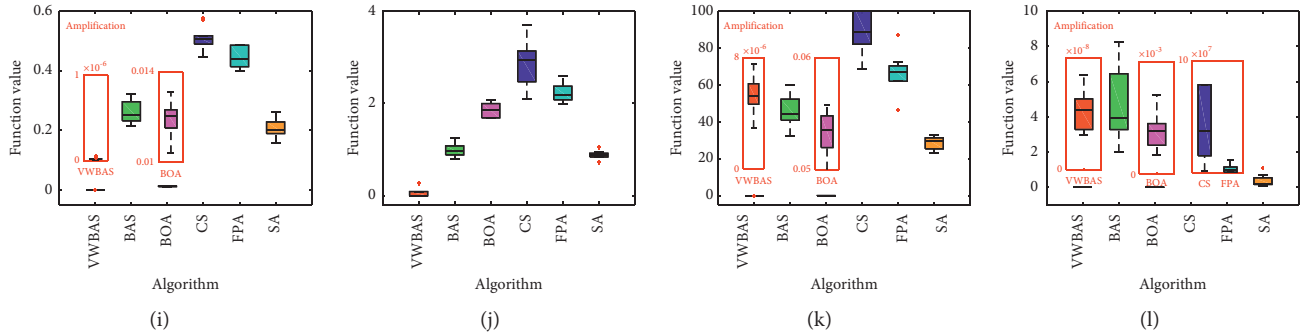 0.6
Amplification
×10⁻⁶
1
0.014
0.4
Function value
0.2
0
VWBAS
0.01
BOA
0
VWBAS
BAS
BOA
CS
FPA
SA
Algorithm
(i)
4
Function value
2
0
VWBAS
BAS
BOA
CS
FPA
SA
Algorithm
(j)
100
Amplification
×10⁻⁶
8
0.06
80
60
Function value
40
20
0
VWBAS
0.05
BOA
0
VWBAS
BAS
BOA
CS
FPA
SA
Algorithm
(k)
10
Amplification
×10⁻⁸
8
×10⁻³
6
10
×10⁷
8
6
Function value
4
2
0
VWBAS
0
BOA
0
CS
FPA
0
VWBAS
BAS
BOA
CS
FPA
SA
Algorithm
(l)